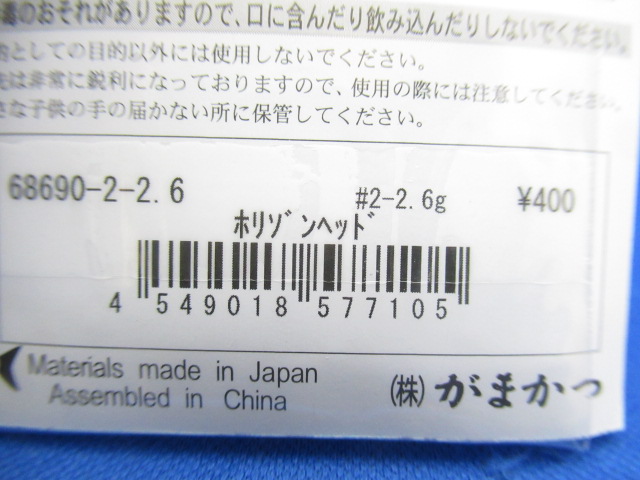 のおそれがありますので、口に含んだり飲み込んだりしないでください。
としての目的以外には使用しないでください。
は非常に鋭利になっておりますので、使用の際には注意してください。
な子供の手の届かない所に保管してください。
68690-2-2.6 #2-2.6g ¥400
ホリゾンヘッド
4 549018 577105
Materials made in Japan
Assembled in China
(株)がまかつ